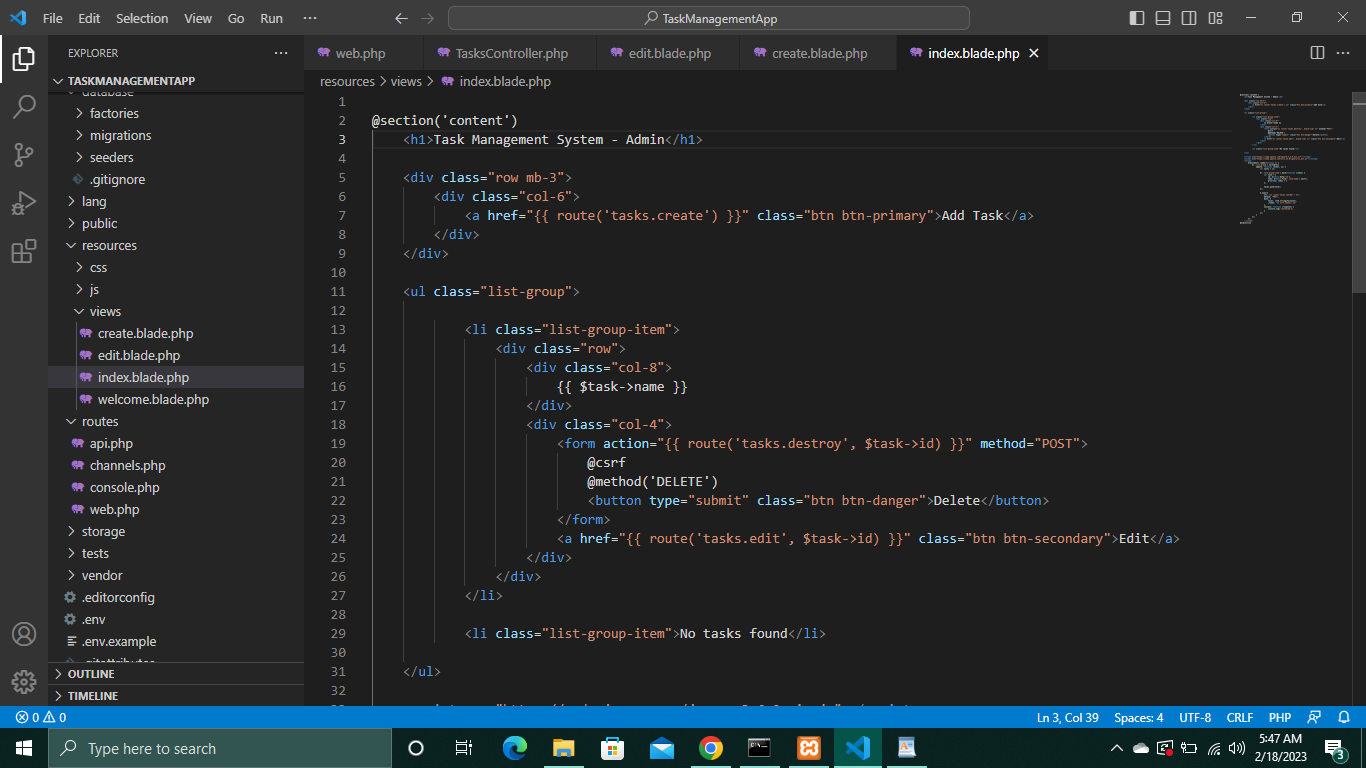 File Edit Selection View Go Run ··· TaskManagementApp
EXPLORER ···
web.php TasksController.php edit.blade.php create.blade.php index.blade.php
TASKMANAGEMENTAPP
resources > views > index.blade.php
database
factories
migrations
seeders
.gitignore
lang
public
resources
css
js
views
create.blade.php
edit.blade.php
index.blade.php
welcome.blade.php
routes
api.php
channels.php
console.php
web.php
storage
tests
vendor
.editorconfig
.env
.env.example
.gitattributes
OUTLINE
TIMELINE
1
2 @section('content')
3 <h1>Task Management System - Admin</h1>
4
5 <div class="row mb-3">
6 <div class="col-6">
7 <a href="{{ route('tasks.create') }}" class="btn btn-primary">Add Task</a>
8 </div>
9 </div>
10
11 <ul class="list-group">
12
13 <li class="list-group-item">
14 <div class="row">
15 <div class="col-8">
16 {{ $task->name }}
17 </div>
18 <div class="col-4">
19 <form action="{{ route('tasks.destroy', $task->id) }}" method="POST">
20 @csrf
21 @method('DELETE')
22 <button type="submit" class="btn btn-danger">Delete</button>
23 </form>
24 <a href="{{ route('tasks.edit', $task->id) }}" class="btn btn-secondary">Edit</a>
25 </div>
26 </div>
27 </li>
28
29 <li class="list-group-item">No tasks found</li>
30
31 </ul>
32
0 0 Ln 3, Col 39 Spaces: 4 UTF-8 CRLF PHP
Type here to search
5:47 AM
2/18/2023
3